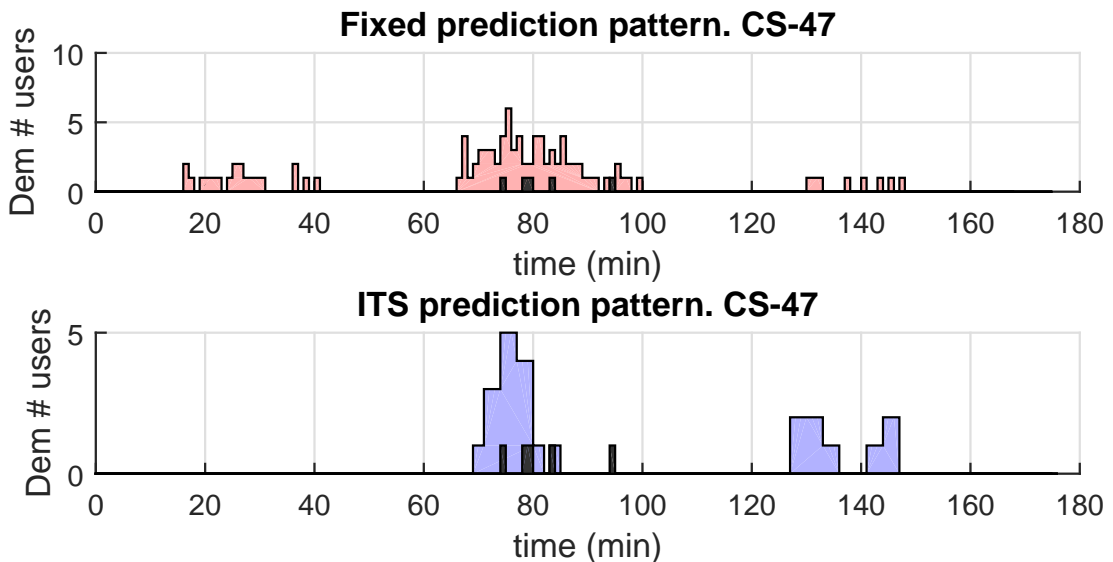 Fixed prediction pattern. CS-47
Dem # users
10
5
0
0 20 40 60 80 100 120 140 160 180
time (min)
ITS prediction pattern. CS-47
Dem # users
5
0
0 20 40 60 80 100 120 140 160 180
time (min)